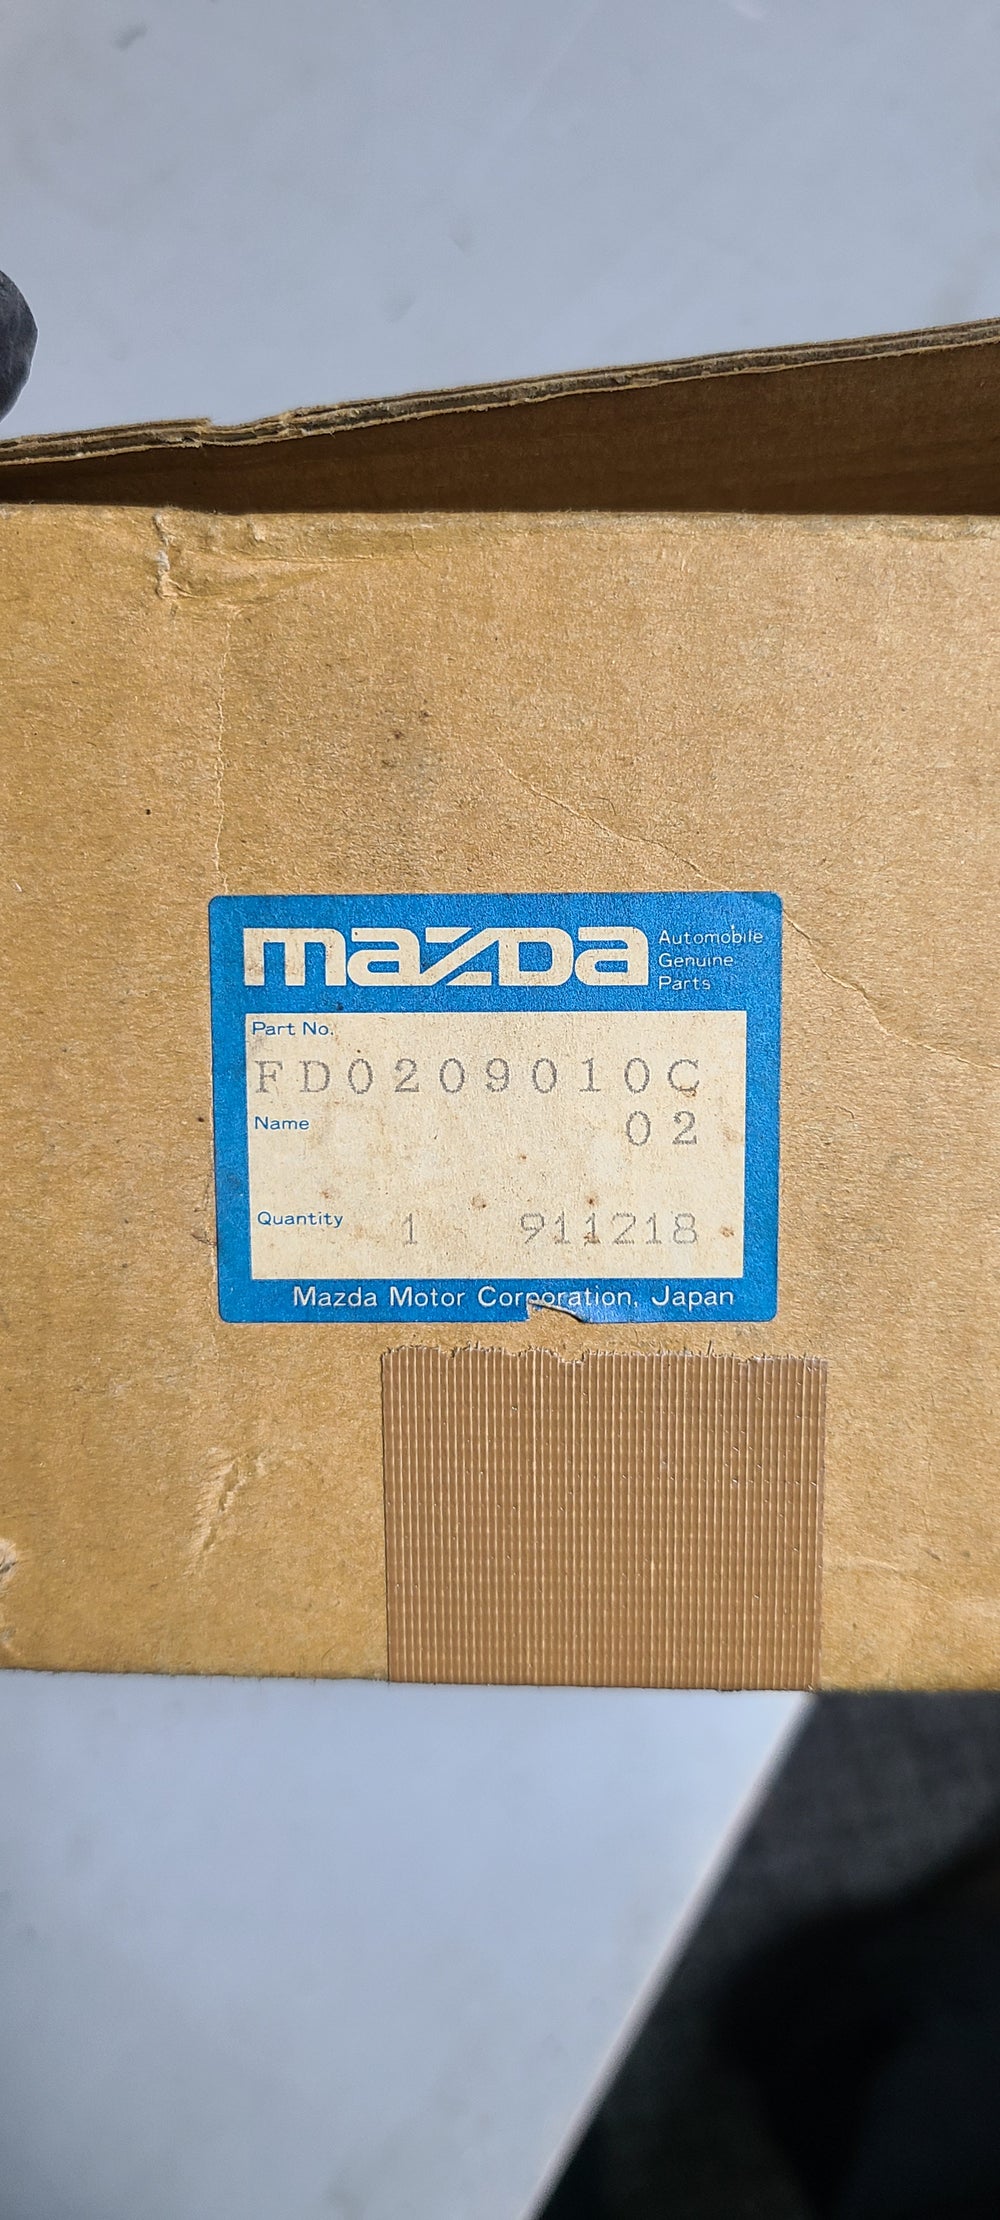 mazda Automobile
Genuine
Parts
Part No.
FD0209010C
Name 02
Quantity 1 911218
Mazda Motor Corporation, Japan